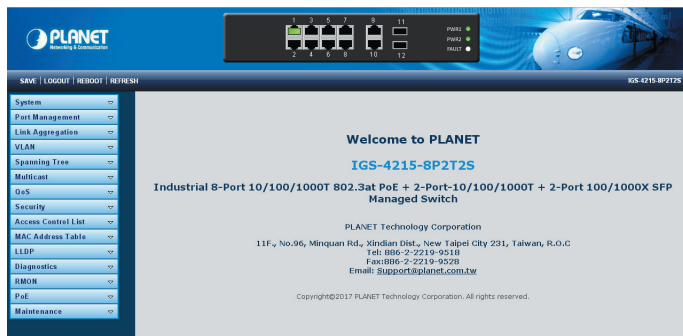 PLANET
Networking & Communication
1 3 5 7 9 11
2 4 6 8 10 12
PWR1
PWR2
FAULT
SAVE | LOGOUT | REBOOT | REFRESH
IGS-4215-8P2T2S
System
Port Management
Link Aggregation
VLAN
Spanning Tree
Multicast
QoS
Security
Access Control List
MAC Address Table
LLDP
Diagnostics
RMON
PoE
Maintenance
Welcome to PLANET
IGS-4215-8P2T2S
Industrial 8-Port 10/100/1000T 802.3at PoE + 2-Port-10/100/1000T + 2-Port 100/1000X SFP
Managed Switch
PLANET Technology Corporation
11F., No.96, Minquan Rd., Xindian Dist., New Taipei City 231, Taiwan, R.O.C
Tel: 886-2-2219-9518
Fax:886-2-2219-9528
Email: Support@planet.com.tw
Copyright©2017 PLANET Technology Corporation. All rights reserved.